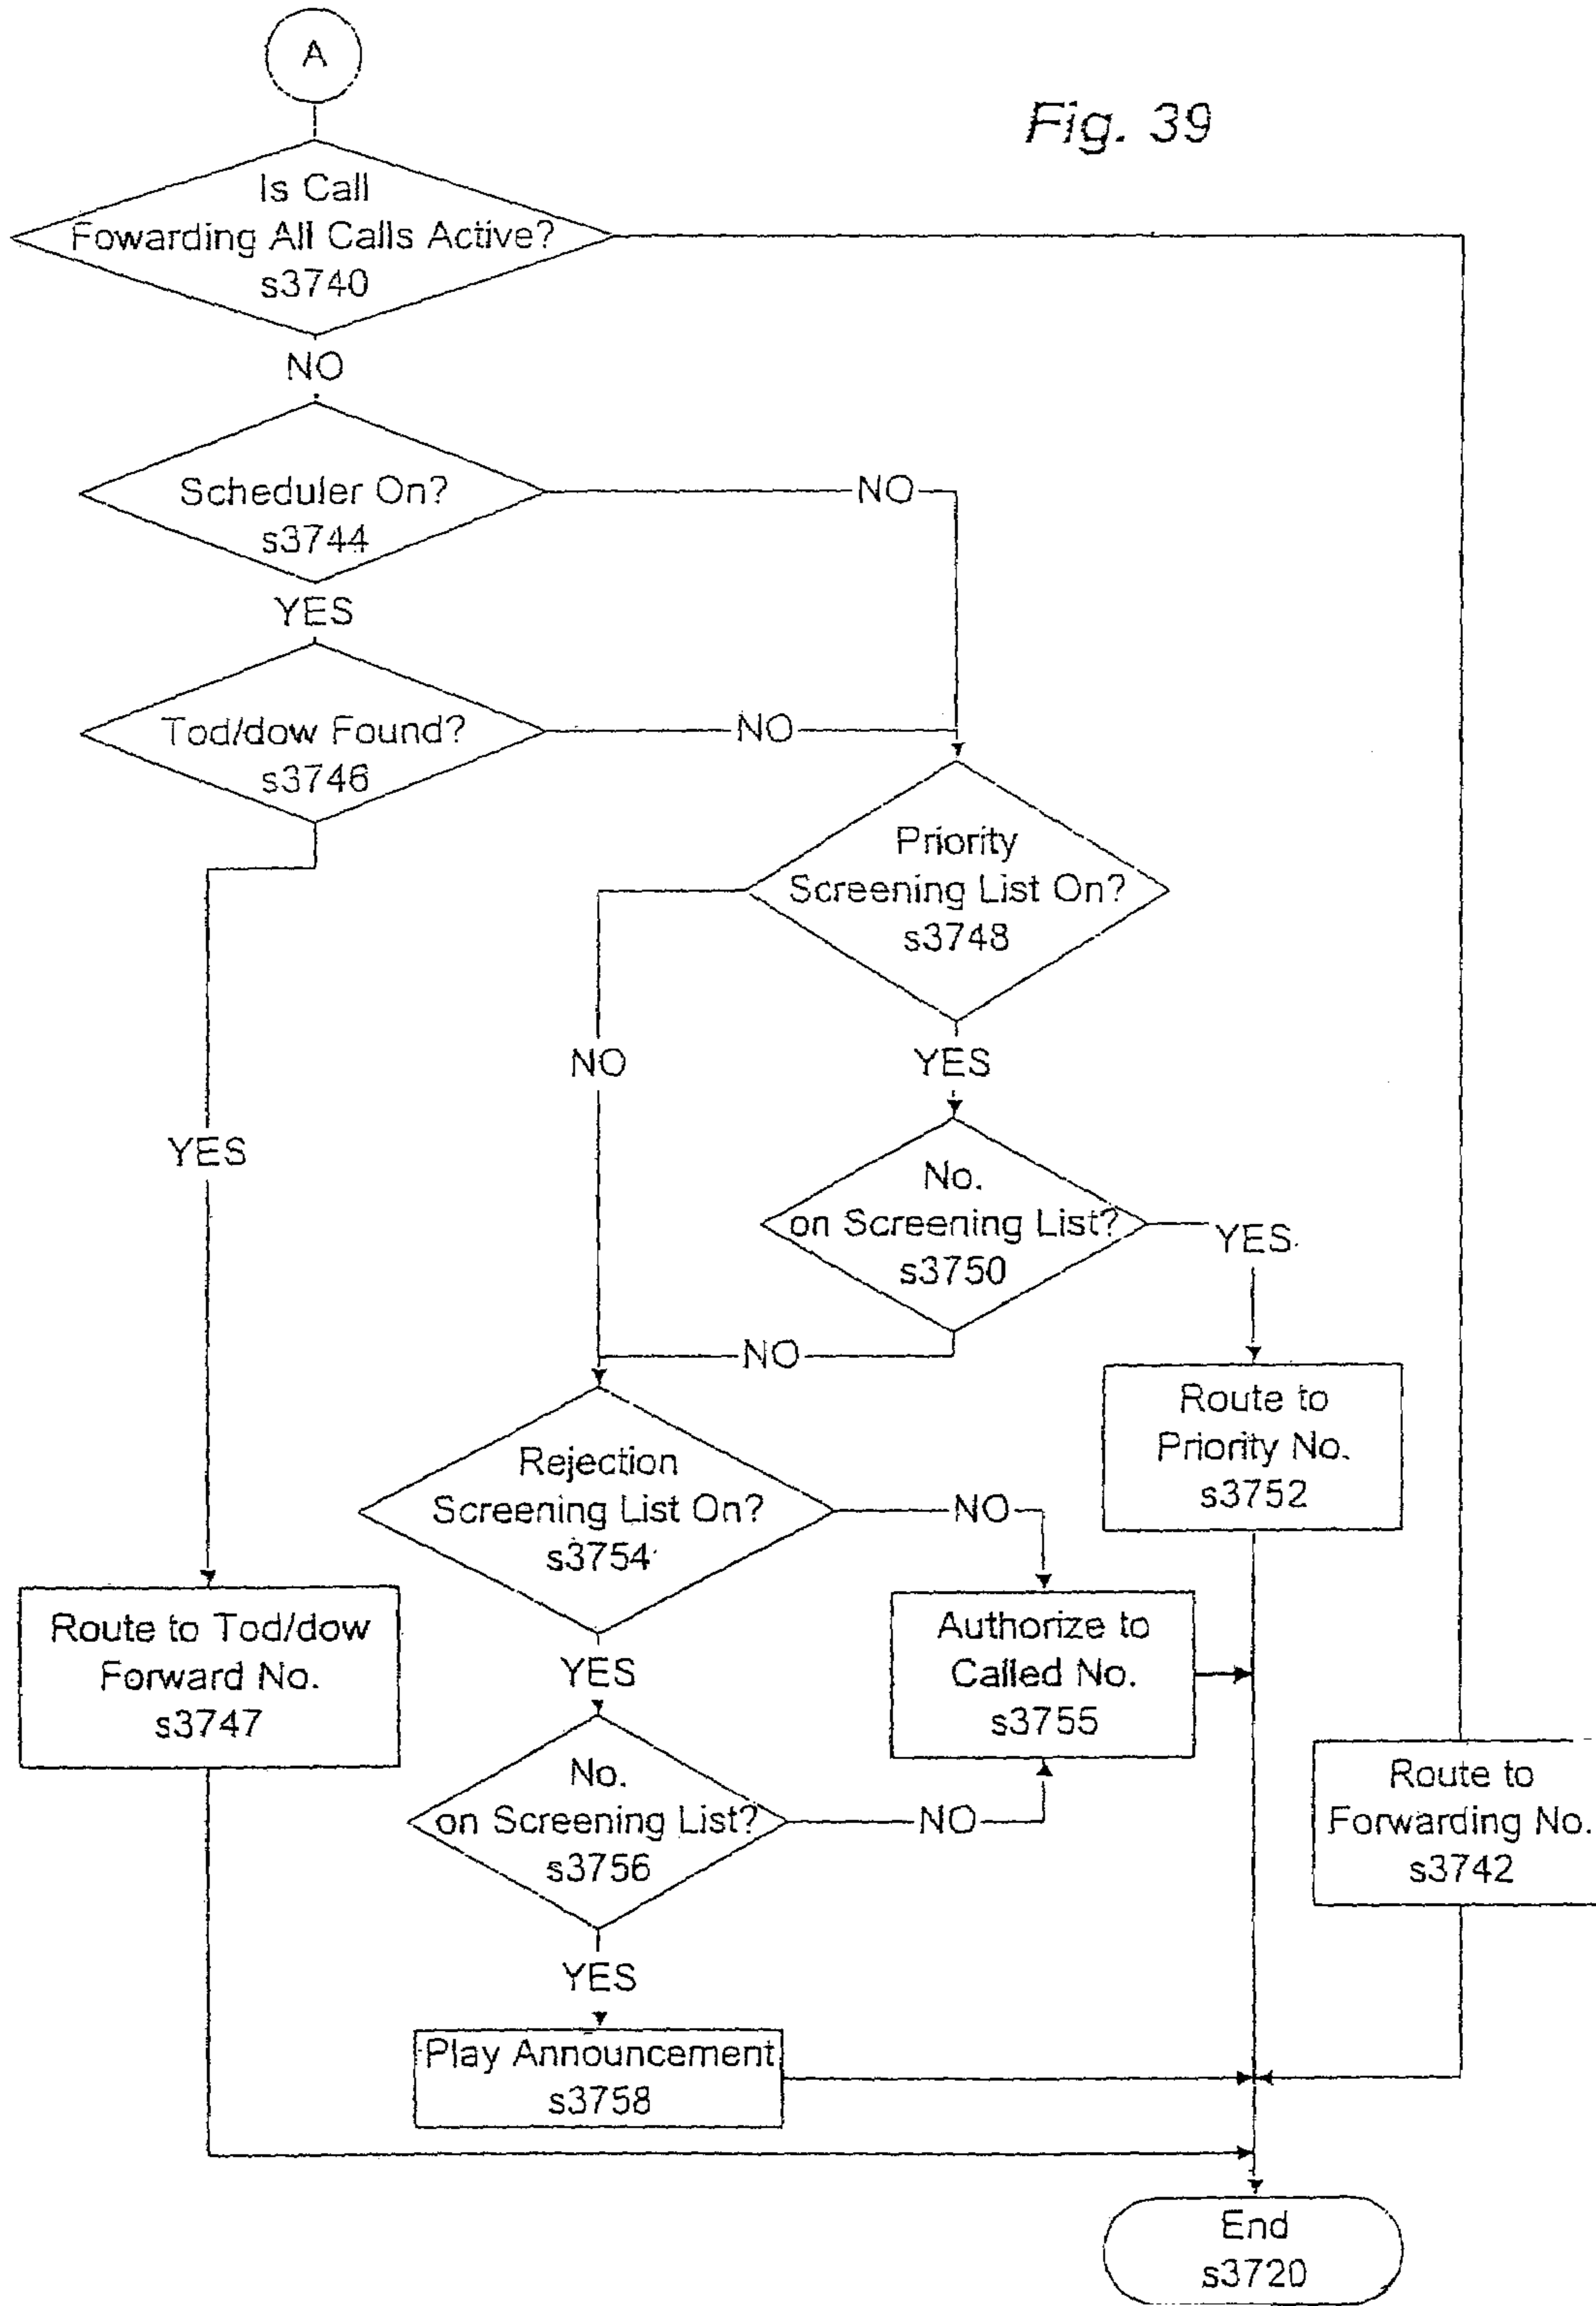 A
Fig. 39
Is Call
Fowarding All Calls Active?
s3740
NO
Scheduler On?
s3744
NO
YES
Tod/dow Found?
s3746
NO
Priority
Screening List On?
s3748
NO
YES
YES
No.
on Screening List?
s3750
YES
NO
Route to
Priority No.
s3752
Rejection
Screening List On?
s3754
NO
Route to Tod/dow
Forward No.
s3747
YES
Authorize to
Called No.
s3755
No.
on Screening List?
s3756
NO
Route to
Forwarding No.
s3742
YES
Play Announcement
s3758
End
s3720